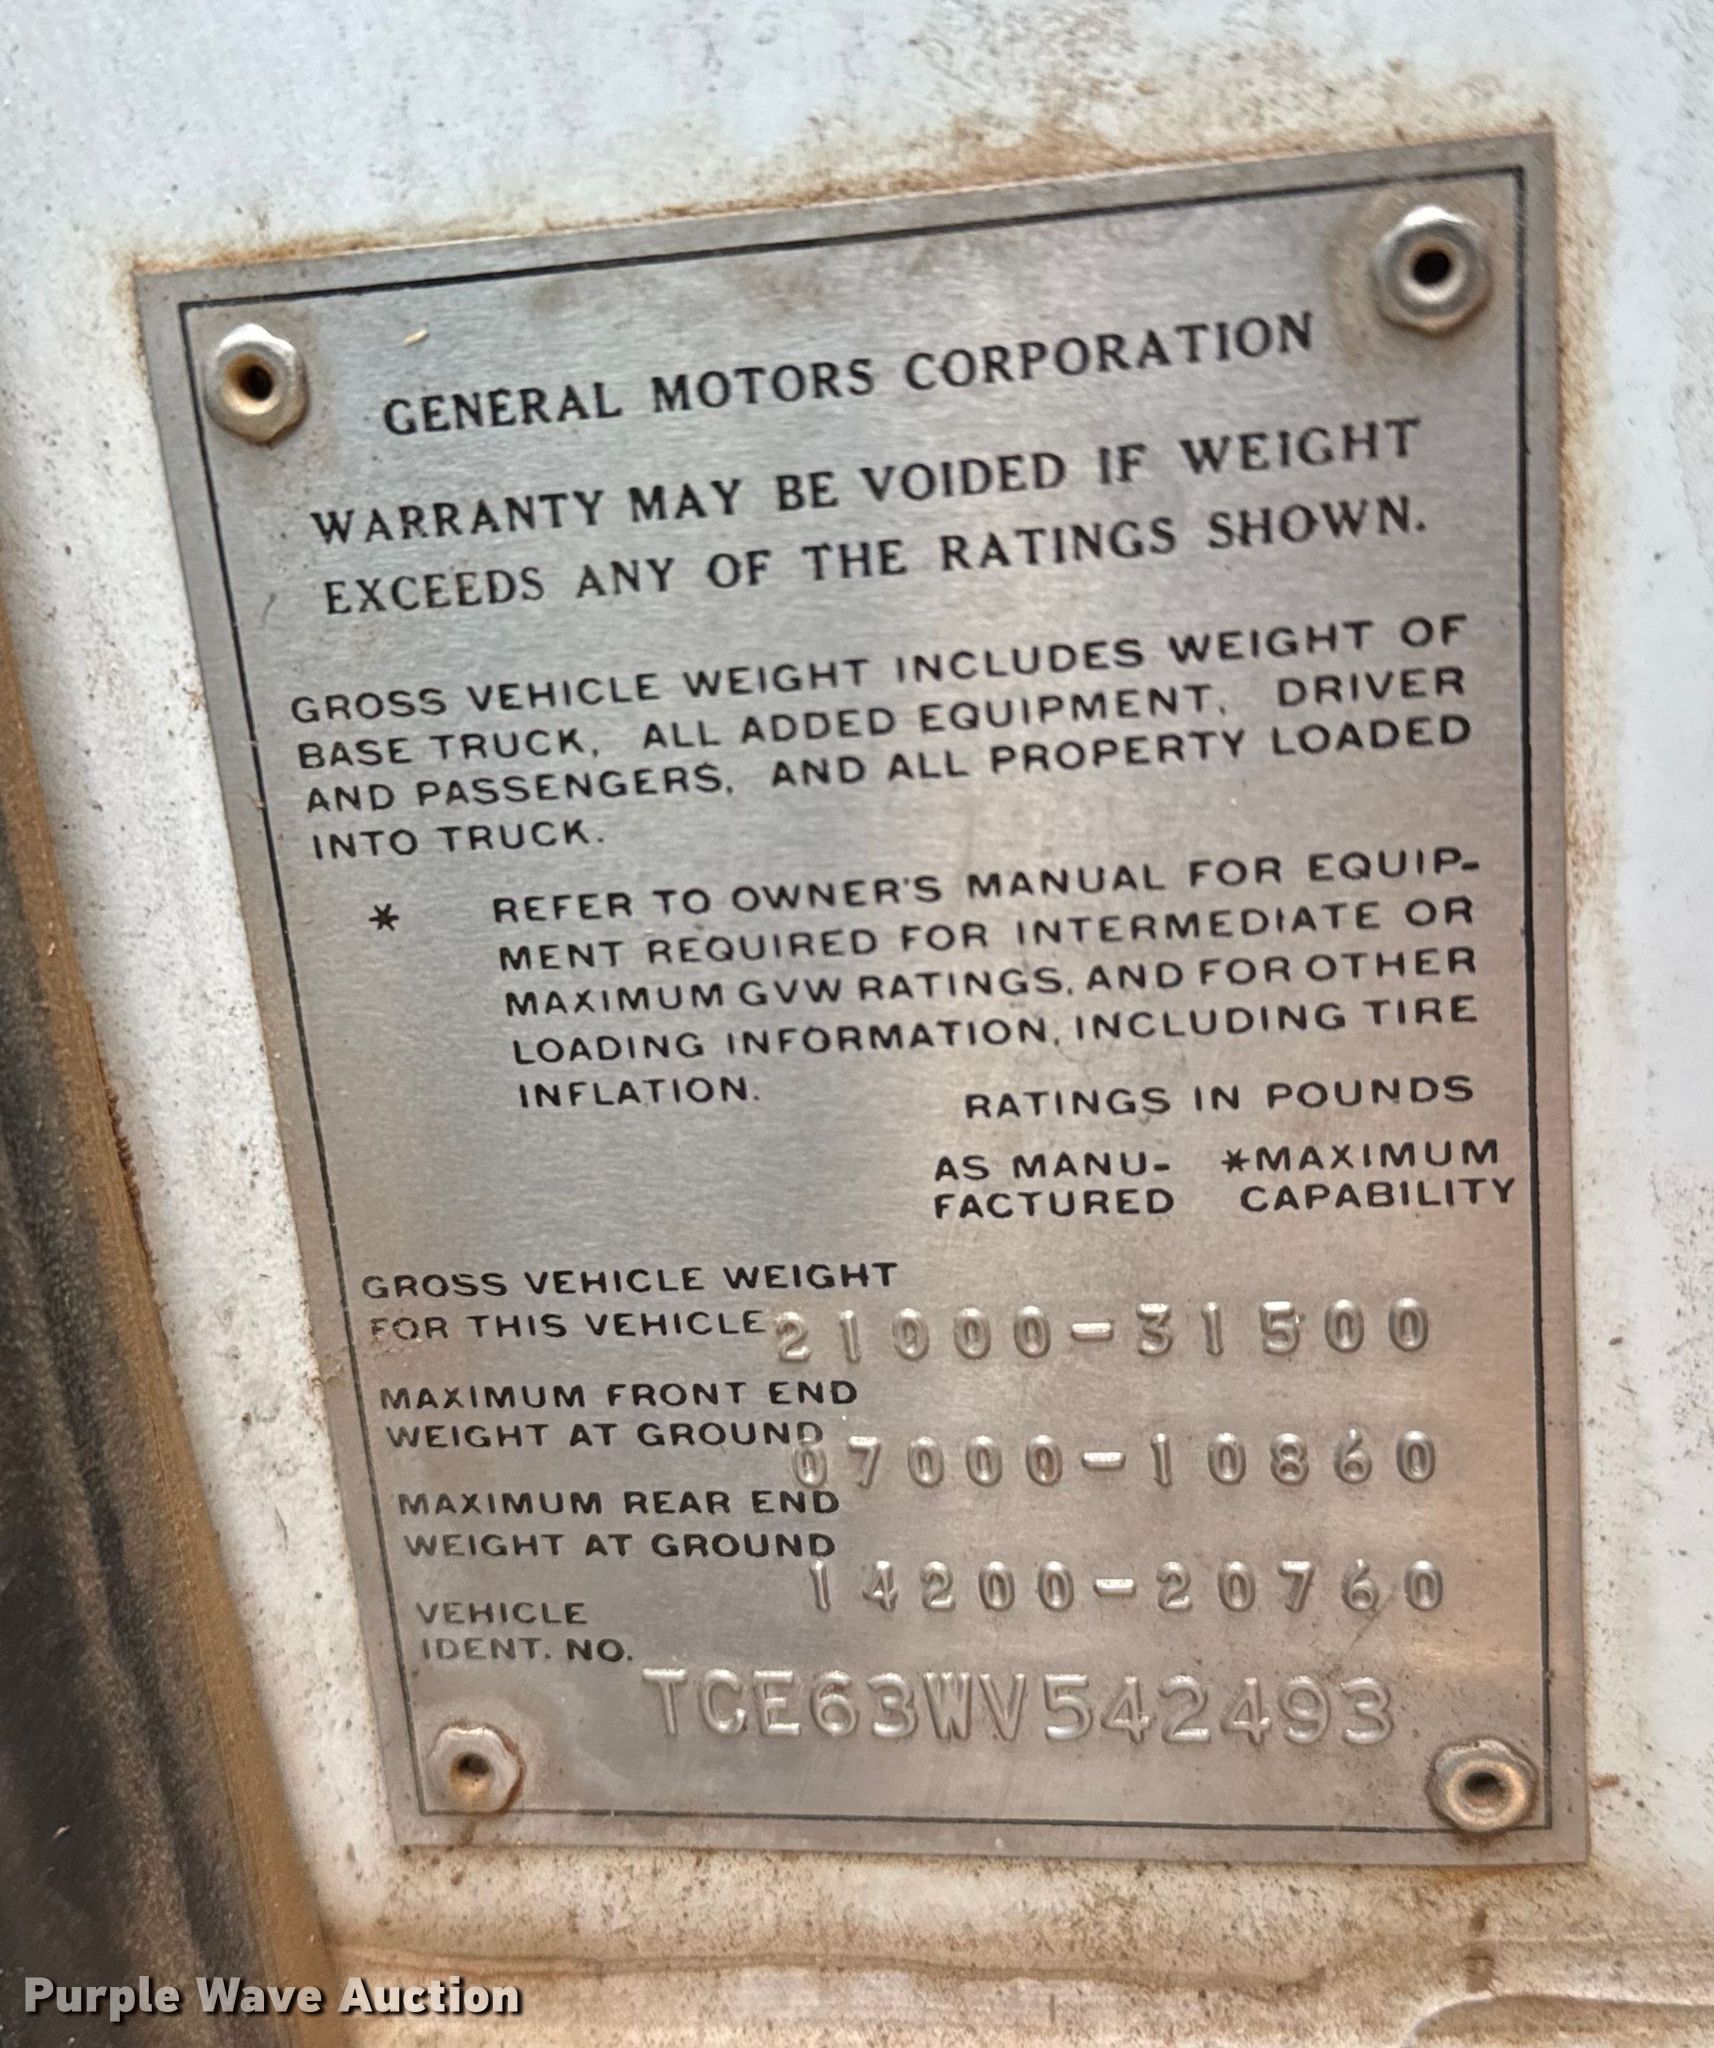 GENERAL MOTORS CORPORATION
WARRANTY MAY BE VOIDED IF WEIGHT
EXCEEDS ANY OF THE RATINGS SHOWN.
GROSS VEHICLE WEIGHT INCLUDES WEIGHT OF
BASE TRUCK, ALL ADDED EQUIPMENT, DRIVER
AND PASSENGERS, AND ALL PROPERTY LOADED
INTO TRUCK.
* REFER TO OWNER'S MANUAL FOR EQUIP-
MENT REQUIRED FOR INTERMEDIATE OR
MAXIMUM GVW RATINGS, AND FOR OTHER
LOADING INFORMATION, INCLUDING TIRE
INFLATION.
RATINGS IN POUNDS
AS MANU- *MAXIMUM
FACTURED CAPABILITY
GROSS VEHICLE WEIGHT
FOR THIS VEHICLE 21000-31500
MAXIMUM FRONT END
WEIGHT AT GROUND 07000-10860
MAXIMUM REAR END
WEIGHT AT GROUND 14200-20760
VEHICLE
IDENT. NO. TCE63WV542493
Purple Wave Auction